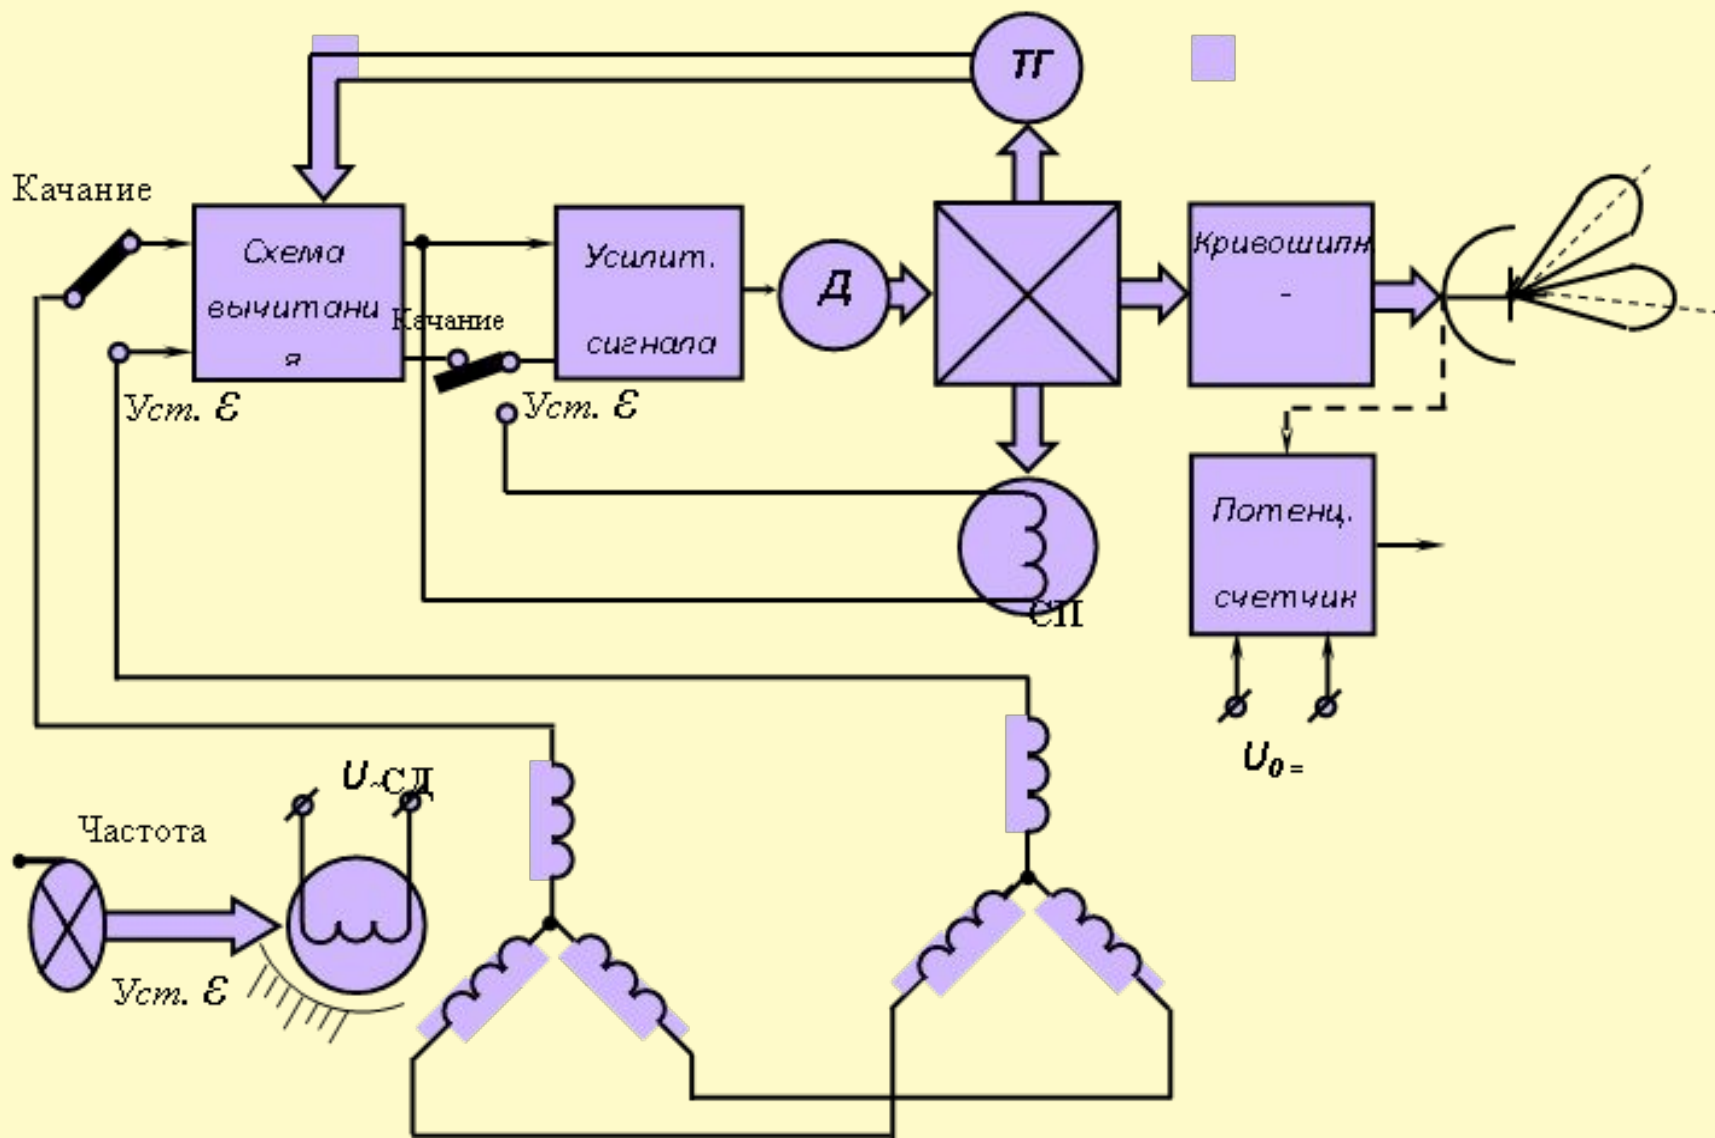 ТГ
Качание
Схема
вычитани
я
Качание
Усилит.
сигнала
Д
Кривошипн
-
Уст. ε
Уст. ε
Потенц.
счетчик
СП
U₀ =
U~СД
Частота
Уст. ε